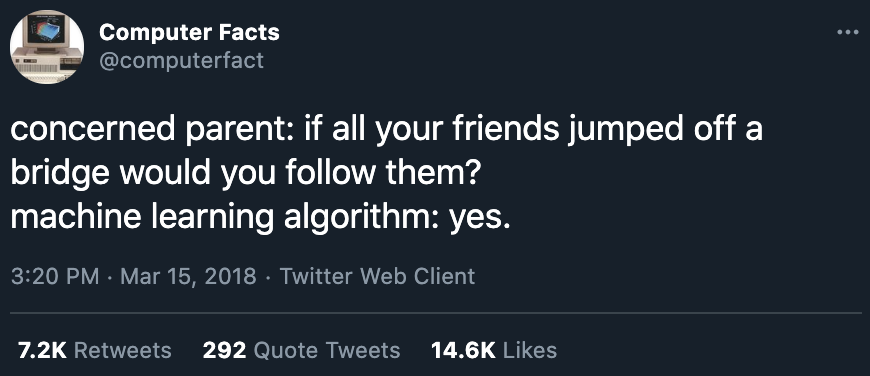 Computer Facts
@computerfact
concerned parent: if all your friends jumped off a
bridge would you follow them?
machine learning algorithm: yes.
3:20 PM · Mar 15, 2018 · Twitter Web Client
7.2K Retweets 292 Quote Tweets 14.6K Likes